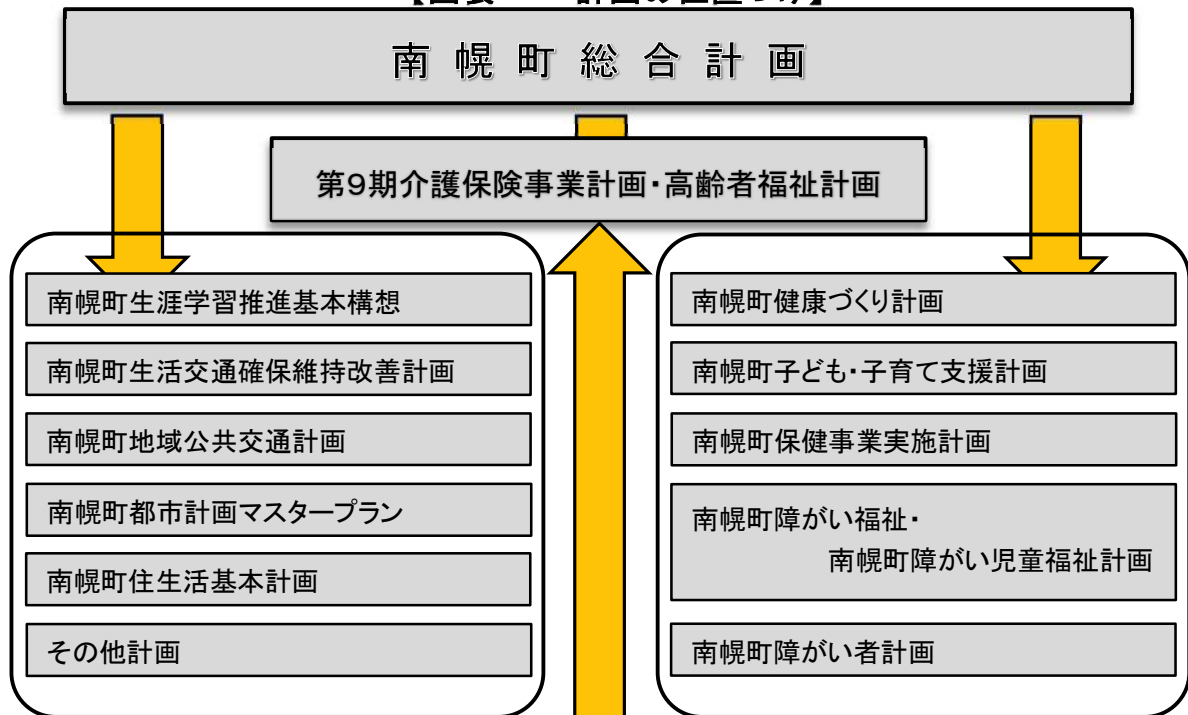 南幌町総合計画
第9期介護保険事業計画・高齢者福祉計画
南幌町生涯学習推進基本構想
南幌町生活交通確保維持改善計画
南幌町地域公共交通計画
南幌町都市計画マスタープラン
南幌町住生活基本計画
その他計画
南幌町健康づくり計画
南幌町子ども・子育て支援計画
南幌町保健事業実施計画
南幌町障がい福祉・
南幌町障がい児童福祉計画
南幌町障がい者計画